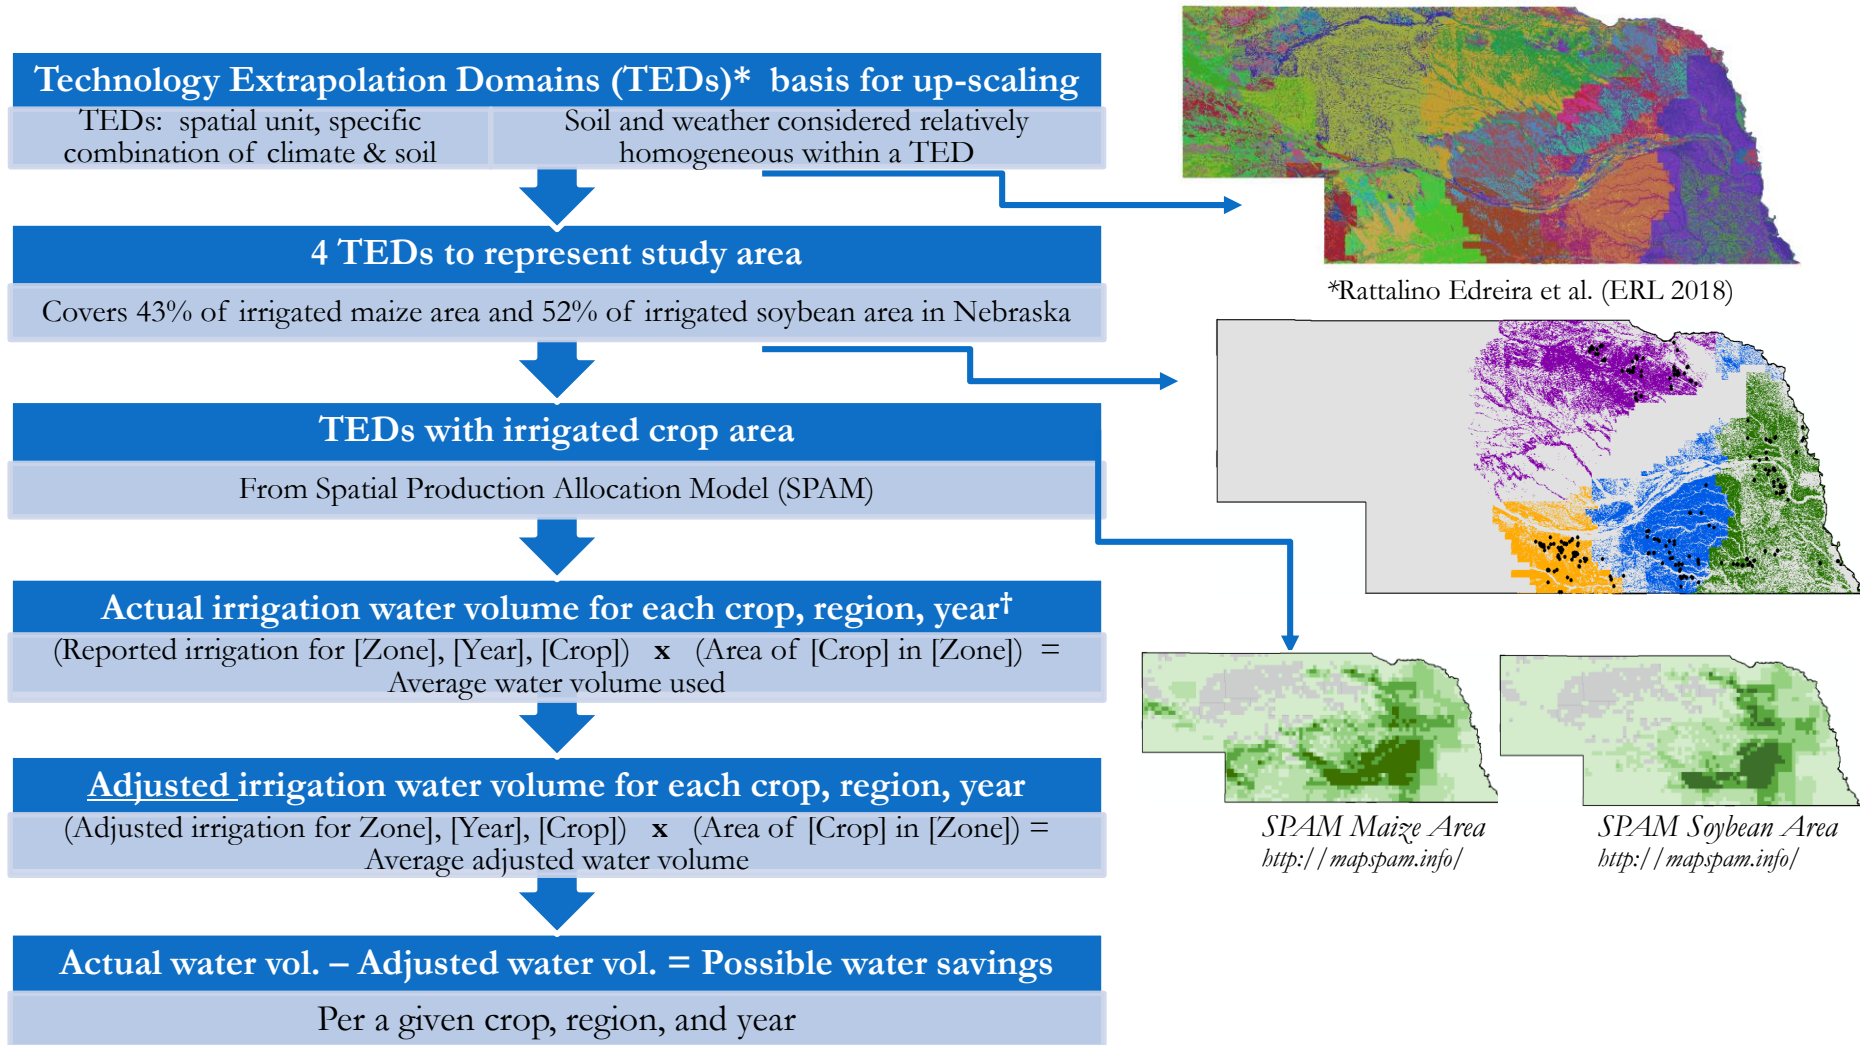 Technology Extrapolation Domains (TEDs)* basis for up-scaling
TEDs: spatial unit, specific
combination of climate & soil
Soil and weather considered relatively
homogeneous within a TED
4 TEDs to represent study area
Covers 43% of irrigated maize area and 52% of irrigated soybean area in Nebraska
TEDs with irrigated crop area
From Spatial Production Allocation Model (SPAM)
Actual irrigation water volume for each crop, region, year†
(Reported irrigation for [Zone], [Year], [Crop]) x (Area of [Crop] in [Zone]) =
Average water volume used
Adjusted irrigation water volume for each crop, region, year
(Adjusted irrigation for Zone], [Year], [Crop]) x (Area of [Crop] in [Zone]) =
Average adjusted water volume
Actual water vol. – Adjusted water vol. = Possible water savings
Per a given crop, region, and year
*Rattalino Edreira et al. (ERL 2018)
SPAM Maize Area
http://mapspam.info/
SPAM Soybean Area
http://mapspam.info/